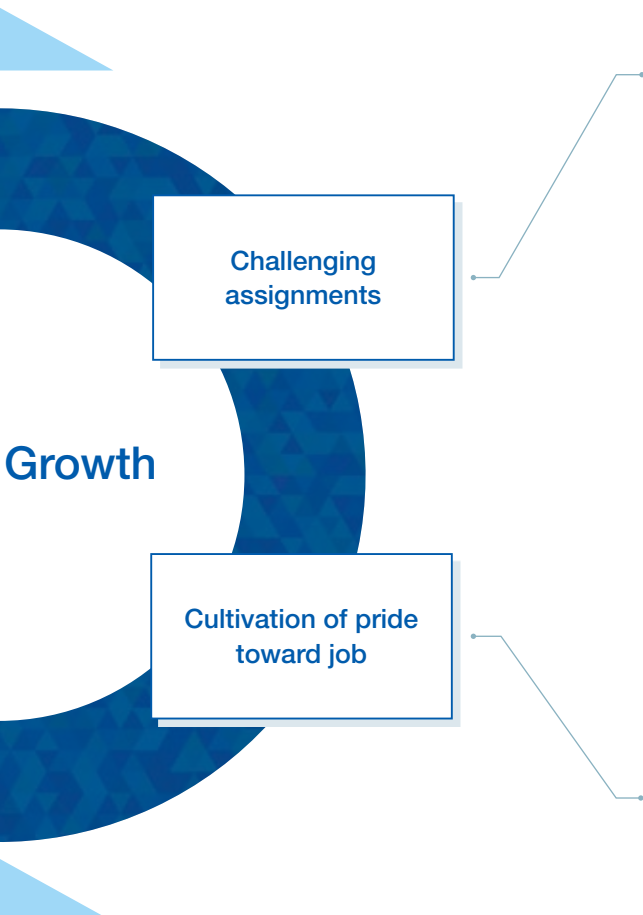 Challenging
assignments
Growth
Cultivation of pride
toward job